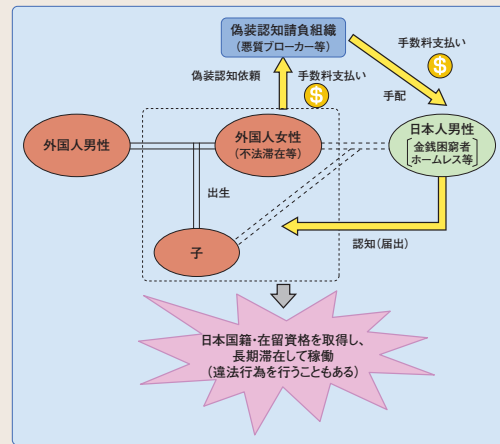 偽装認知請負組織
(悪質ブローカー等)
手数料支払い
$
偽装認知依頼
手数料支払い
$
手配
外国人男性
外国人女性
(不法滞在等)
日本人男性
金銭困窮者
ホームレス等
出生
子
認知(届出)
日本国籍・在留資格を取得し、
長期滞在して稼働
(違法行為を行うこともある)